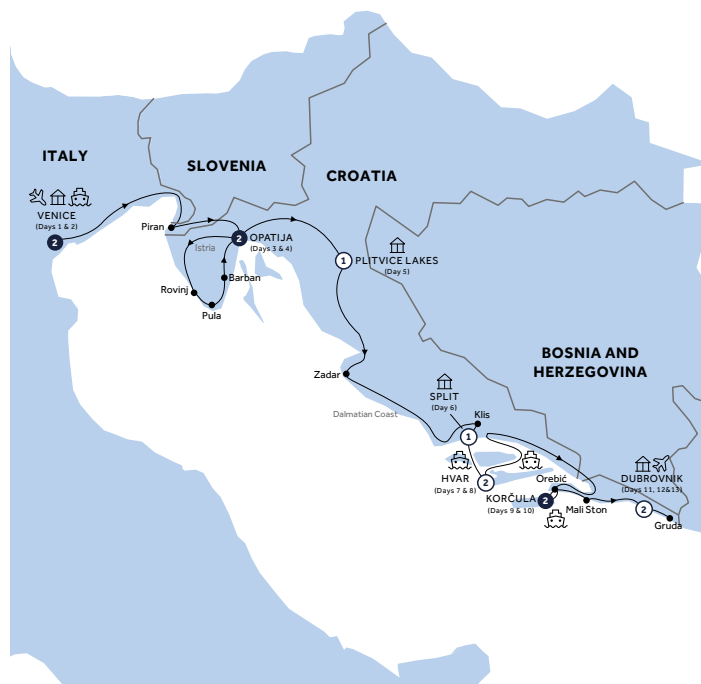 ITALY
SLOVENIA
CROATIA
VENICE
(Days 1 & 2)
2
Piran
2
OPATIJA
(Days 3 & 4)
Istria
Barban
Rovinj
Pula
1
PLITVICE LAKES
(Day 5)
BOSNIA AND
HERZEGOVINA
Zadar
Dalmatian Coast
SPLIT
(Day 6)
Klis
1
HVAR
(Days 7 & 8)
2
Orebić
KORČULA
(Days 9 & 10)
2
Mali Ston
DUBROVNIK
(Days 11, 12&13)
2
Gruda